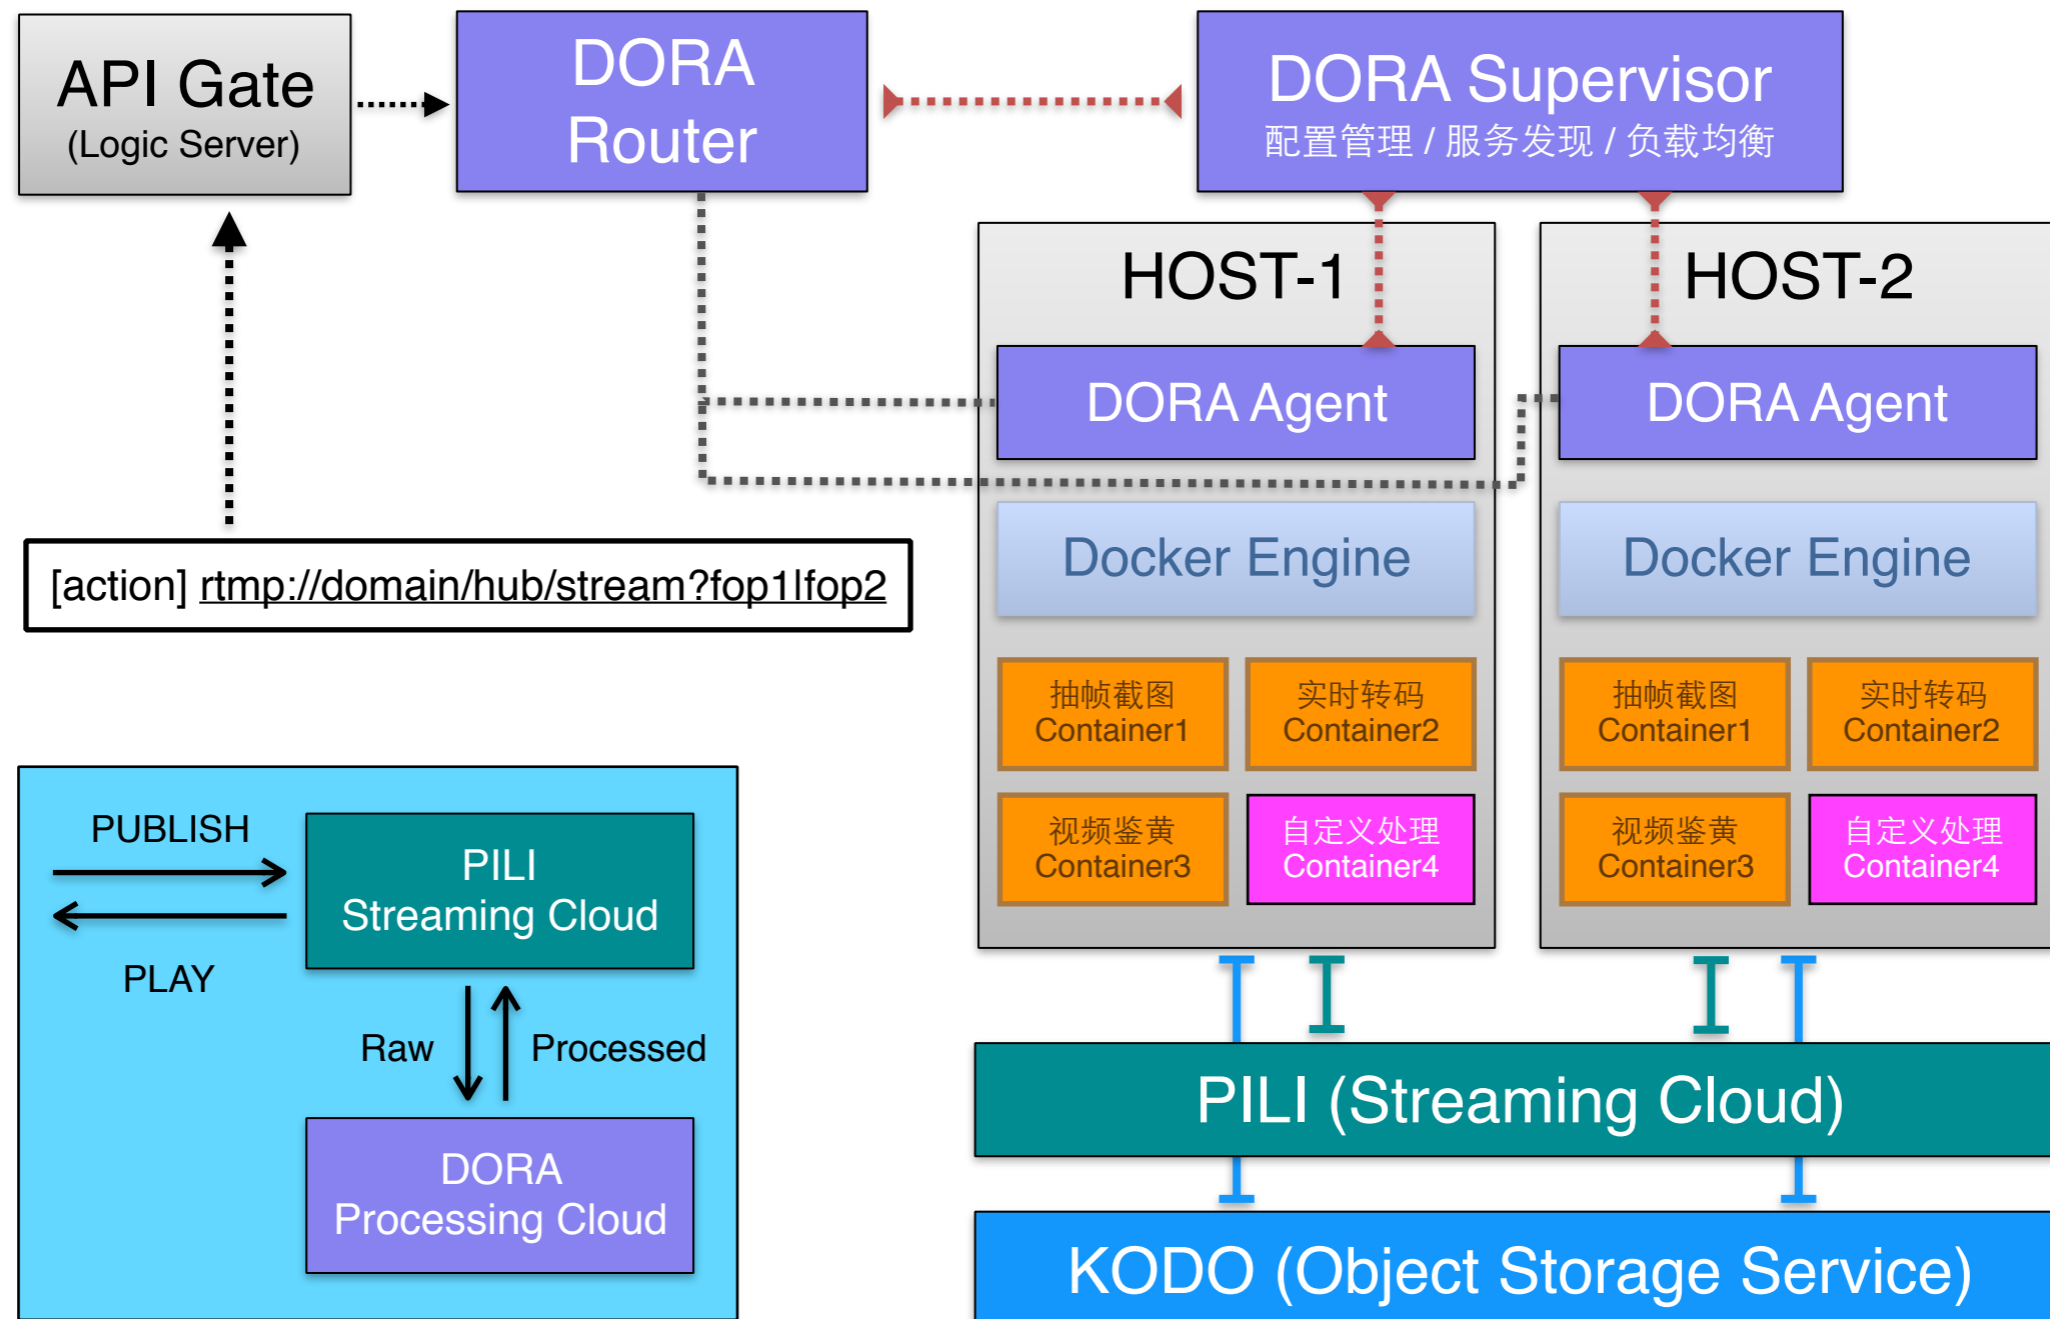 API Gate
(Logic Server)
DORA
Router
DORA Supervisor
配置管理 / 服务发现 / 负载均衡
[action] rtmp://domain/hub/stream?fop1|fop2
HOST-1
DORA Agent
Docker Engine
抽帧截图
Container1
实时转码
Container2
视频鉴黄
Container3
自定义处理
Container4
HOST-2
DORA Agent
Docker Engine
抽帧截图
Container1
实时转码
Container2
视频鉴黄
Container3
自定义处理
Container4
PUBLISH
PLAY
PILI
Streaming Cloud
Raw
Processed
DORA
Processing Cloud
PILI (Streaming Cloud)
KODO (Object Storage Service)